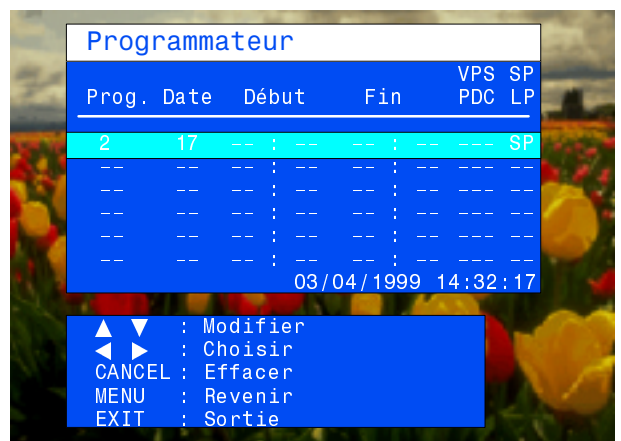 Programmateur
VPS SP
Prog. Date Début Fin PDC LP
2 17 -- : -- -- : -- --- SP
-- -- -- : -- -- : -- --- --
-- -- -- : -- -- : -- --- --
-- -- -- : -- -- : -- --- --
-- -- -- : -- -- : -- --- --
-- -- -- : -- -- : -- --- --
03/04/1999 14:32:17
▲ ▼ : Modifier
◀ ▶ : Choisir
CANCEL : Effacer
MENU : Revenir
EXIT : Sortie